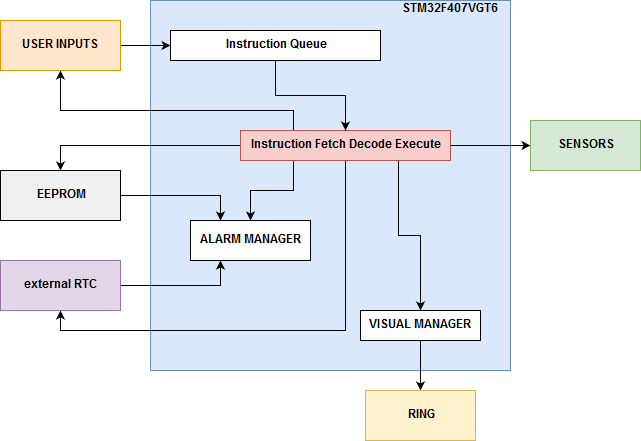 STM32F407VGT6
USER INPUTS
Instruction Queue
Instruction Fetch Decode Execute
SENSORS
EEPROM
ALARM MANAGER
external RTC
VISUAL MANAGER
RING